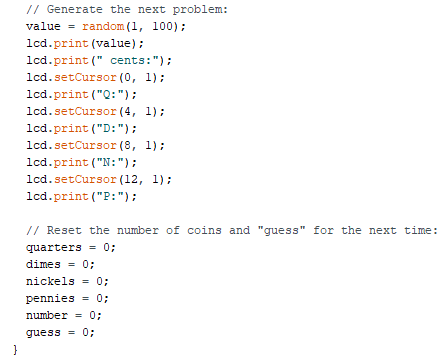 // Generate the next problem:
value = random(1, 100);
lcd.print(value);
lcd.print(" cents:");
lcd.setCursor(0, 1);
lcd.print("Q:");
lcd.setCursor(4, 1);
lcd.print("D:");
lcd.setCursor(8, 1);
lcd.print("N:");
lcd.setCursor(12, 1);
lcd.print("P:");
// Reset the number of coins and "guess" for the next time:
quarters = 0;
dimes = 0;
nickels = 0;
pennies = 0;
number = 0;
guess = 0;
}